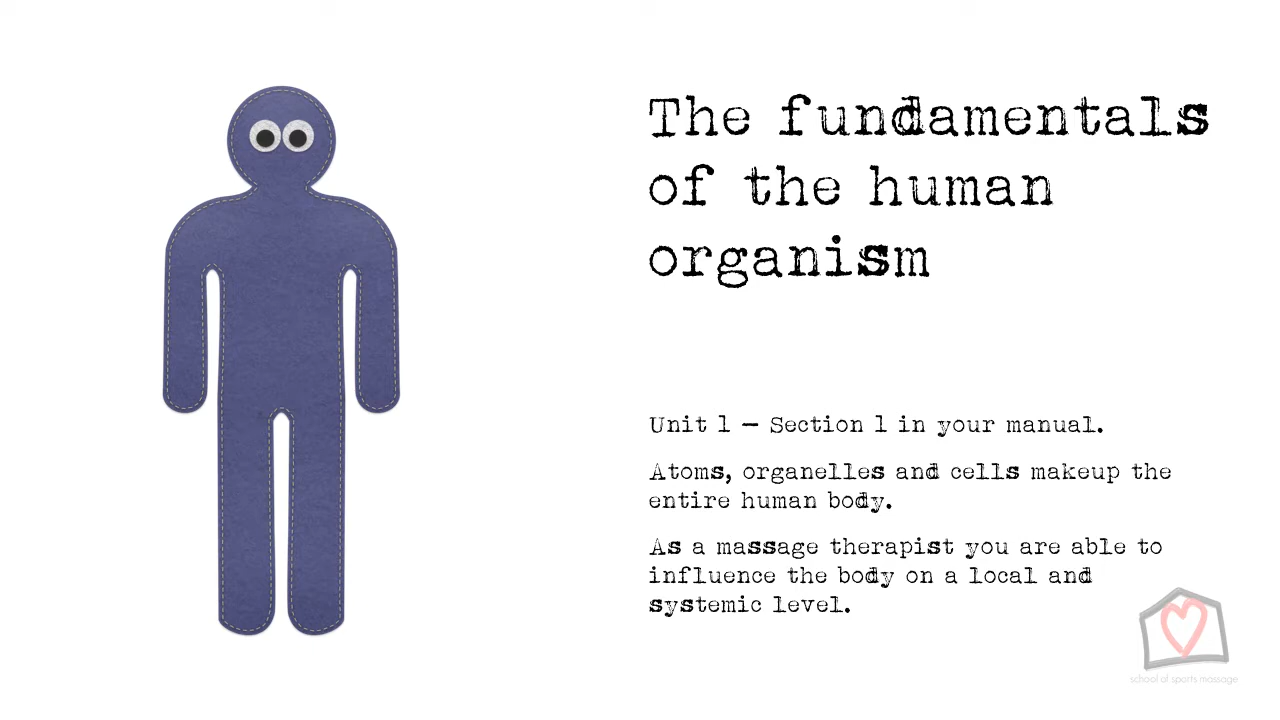 The fundamentals
of the human
organism
Unit 1 – Section 1 in your manual.
Atoms, organelles and cells makeup the
entire human body.
As a massage therapist you are able to
influence the body on a local and
systemic level.
school of sports massage